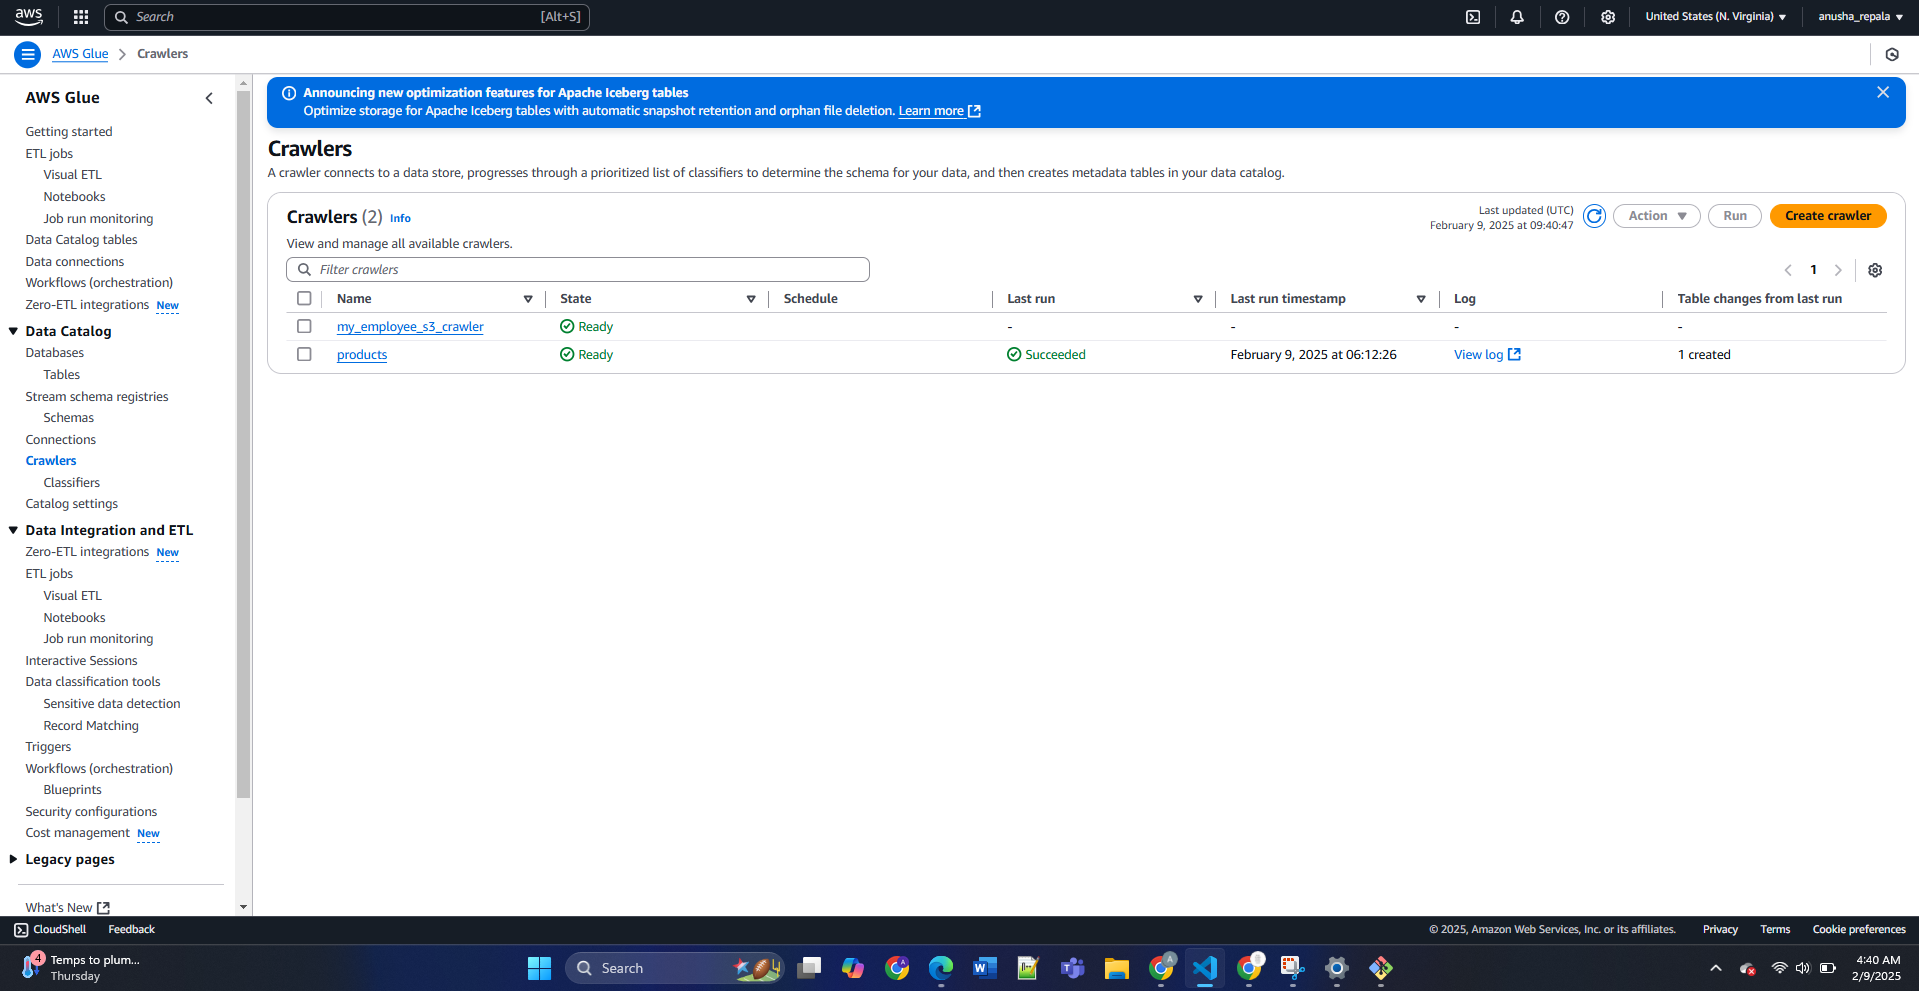 aws
Search
[Alt+S]
United States (N. Virginia)
anusha_repala
AWS Glue
Crawlers
AWS Glue
Getting started
ETL jobs
Visual ETL
Notebooks
Job run monitoring
Data Catalog tables
Data connections
Workflows (orchestration)
Zero-ETL integrations New
Data Catalog
Databases
Tables
Stream schema registries
Schemas
Connections
Crawlers
Classifiers
Catalog settings
Data Integration and ETL
Zero-ETL integrations New
ETL jobs
Visual ETL
Notebooks
Job run monitoring
Interactive Sessions
Data classification tools
Sensitive data detection
Record Matching
Triggers
Workflows (orchestration)
Blueprints
Security configurations
Cost management New
Legacy pages
What's New
Announcing new optimization features for Apache Iceberg tables
Optimize storage for Apache Iceberg tables with automatic snapshot retention and orphan file deletion. Learn more
Crawlers
A crawler connects to a data store, progresses through a prioritized list of classifiers to determine the schema for your data, and then creates metadata tables in your data catalog.
Crawlers (2) Info
View and manage all available crawlers.
Last updated (UTC)
February 9, 2025 at 09:40:47
Action
Run
Create crawler
Filter crawlers
1
Name State Schedule Last run Last run timestamp Log Table changes from last run
my_employee_s3_crawler Ready - - - -
products Ready Succeeded February 9, 2025 at 06:12:26 View log 1 created
CloudShell Feedback
© 2025, Amazon Web Services, Inc. or its affiliates. Privacy Terms Cookie preferences
4
Temps to plum...
Thursday
Search
4:40 AM
2/9/2025